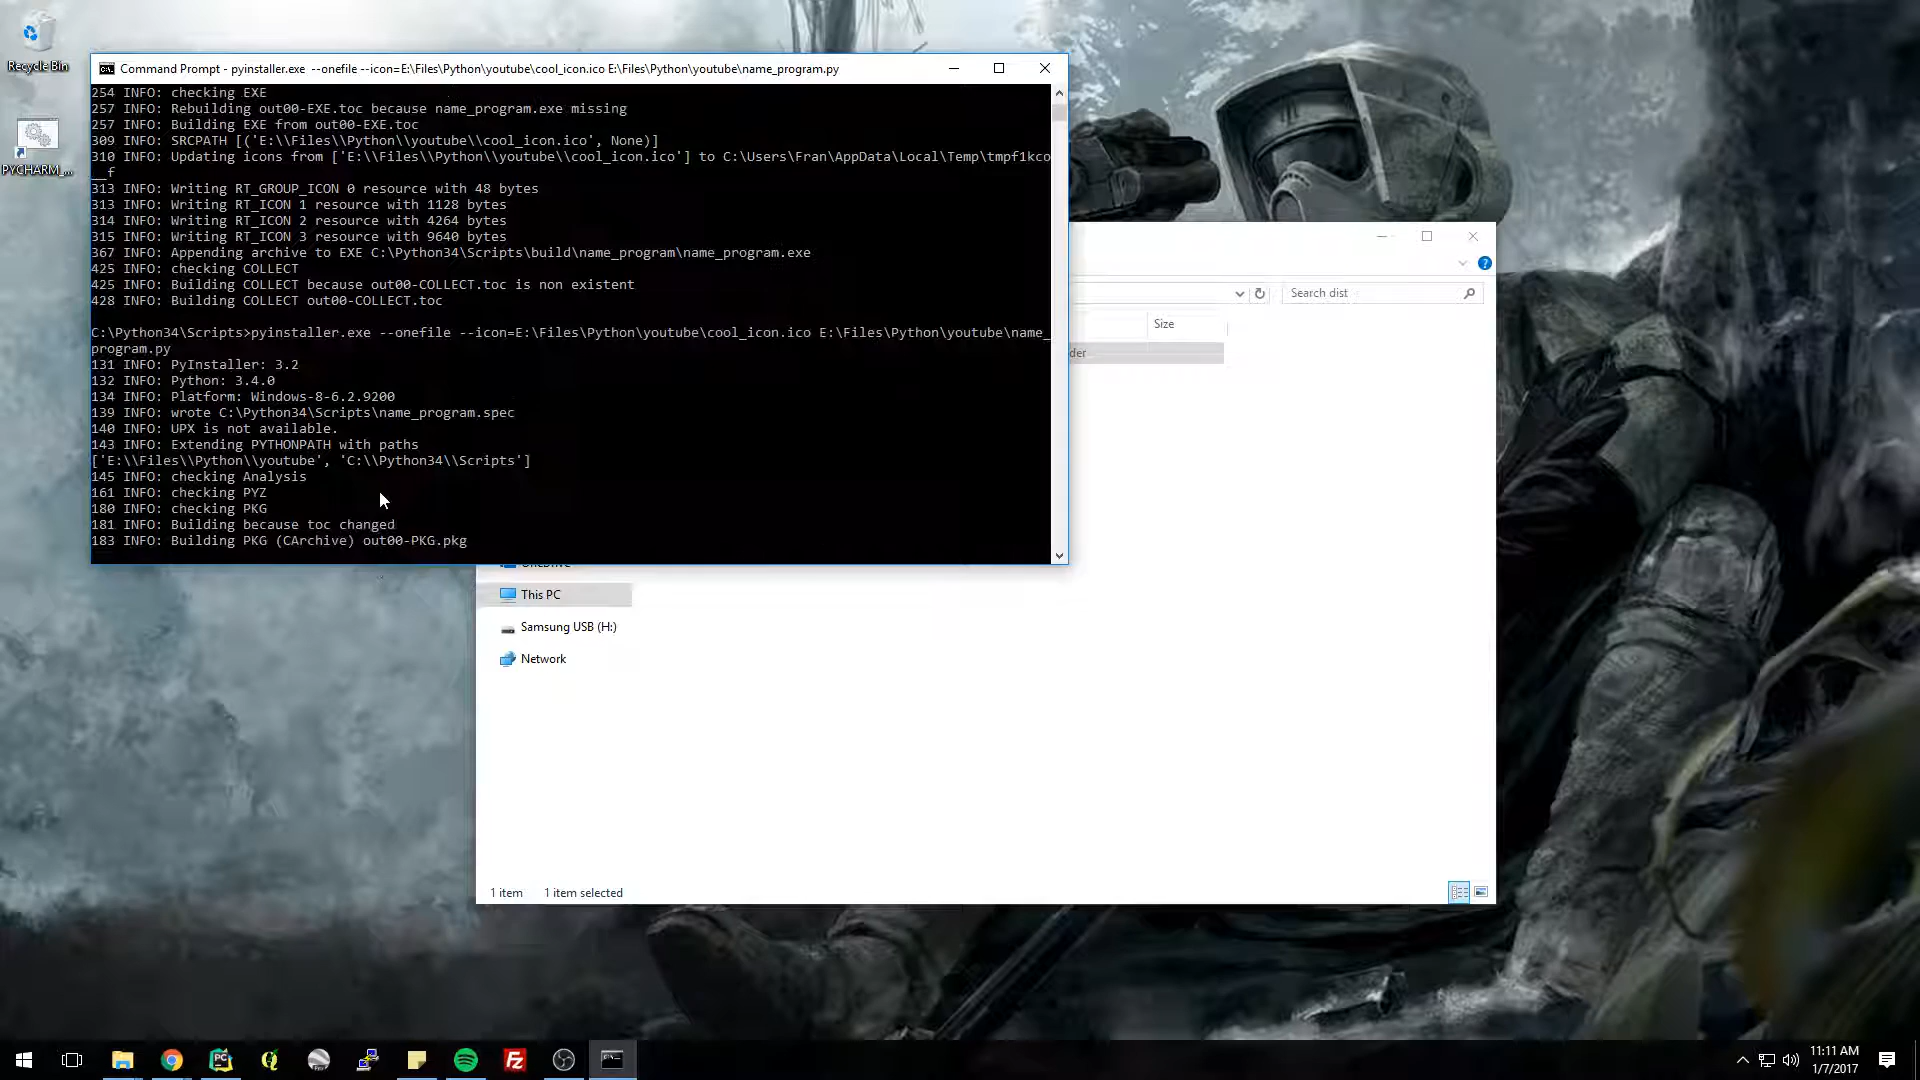 Recycle Bin
PYCHARM_...
Command Prompt - pyinstaller.exe --onefile --icon=E:\Files\Python\youtube\cool_icon.ico E:\Files\Python\youtube\name_program.py
254 INFO: checking EXE
257 INFO: Rebuilding out00-EXE.toc because name_program.exe missing
257 INFO: Building EXE from out00-EXE.toc
309 INFO: SRCPATH [('E:\\Files\\Python\\youtube\\cool_icon.ico', None)]
310 INFO: Updating icons from ['E:\\Files\\Python\\youtube\\cool_icon.ico'] to C:\Users\Fran\AppData\Local\Temp\tmpf1kco
__f
313 INFO: Writing RT_GROUP_ICON 0 resource with 48 bytes
313 INFO: Writing RT_ICON 1 resource with 1128 bytes
314 INFO: Writing RT_ICON 2 resource with 4264 bytes
315 INFO: Writing RT_ICON 3 resource with 9640 bytes
367 INFO: Appending archive to EXE C:\Python34\Scripts\build\name_program\name_program.exe
425 INFO: checking COLLECT
425 INFO: Building COLLECT because out00-COLLECT.toc is non existent
428 INFO: Building COLLECT out00-COLLECT.toc
C:\Python34\Scripts>pyinstaller.exe --onefile --icon=E:\Files\Python\youtube\cool_icon.ico E:\Files\Python\youtube\name_
program.py
131 INFO: PyInstaller: 3.2
132 INFO: Python: 3.4.0
134 INFO: Platform: Windows-8-6.2.9200
139 INFO: wrote C:\Python34\Scripts\name_program.spec
140 INFO: UPX is not available.
143 INFO: Extending PYTHONPATH with paths
['E:\\Files\\Python\\youtube', 'C:\\Python34\\Scripts']
145 INFO: checking Analysis
161 INFO: checking PYZ
180 INFO: checking PKG
181 INFO: Building because toc changed
183 INFO: Building PKG (CArchive) out00-PKG.pkg
Search dist
Size
der
OneDrive
This PC
Samsung USB (H:)
Network
1 item 1 item selected
11:11 AM
1/7/2017